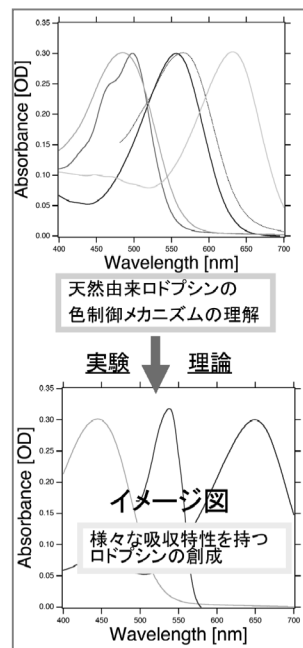 Absorbance [OD]
0.35
0.30
0.25
0.20
0.15
0.10
0.05
0.00
400 450 500 550 600 650 700
Wavelength [nm]
天然由来ロドプシンの
色制御メカニズムの理解
実験 理論
Absorbance [OD]
0.35
0.30
0.25
0.20
0.15
0.10
0.05
0.00
イメージ図
様々な吸収特性を持つ
ロドプシンの創成
400 450 500 550 600 650 700
Wavelength [nm]